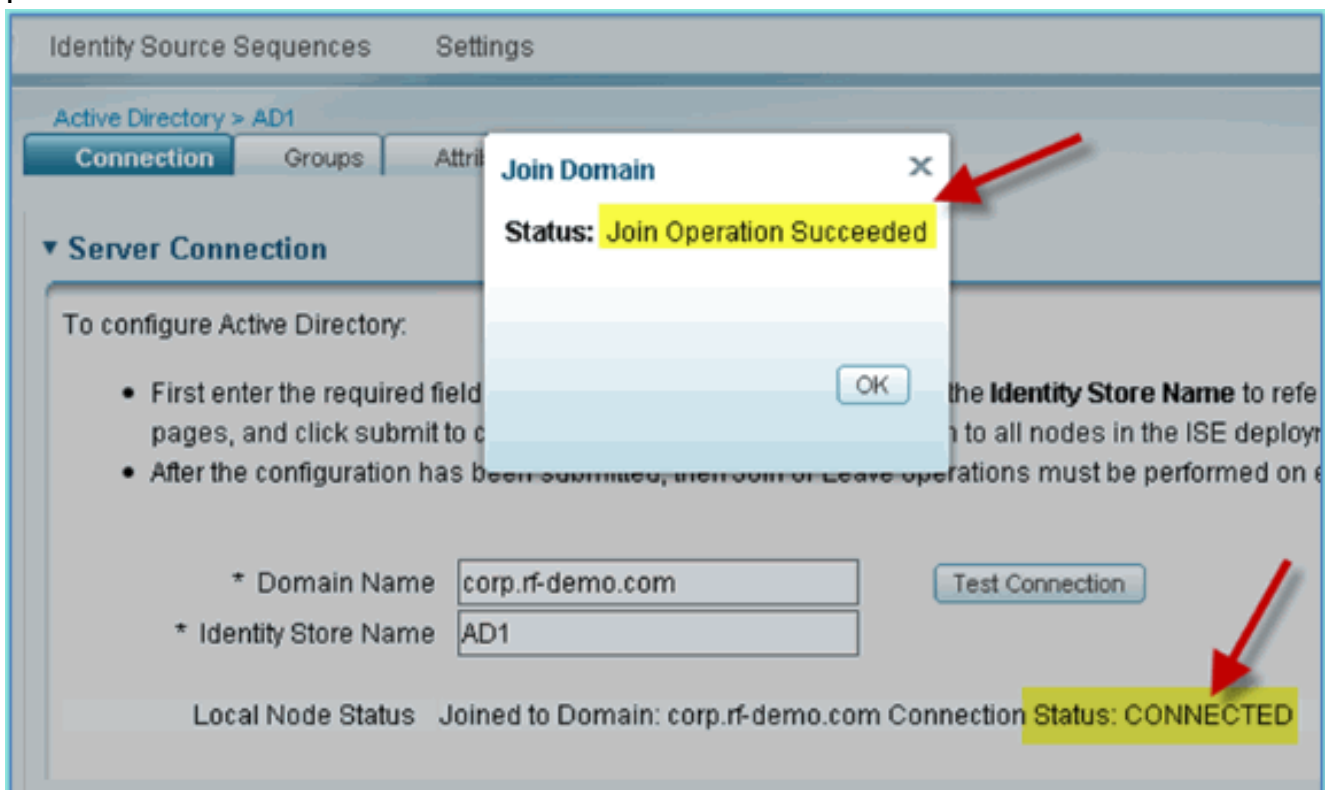 Identity Source Sequences Settings
Active Directory > AD1
Connection Groups Attri
Join Domain
Status: Join Operation Succeeded
OK
Server Connection
To configure Active Directory:
• First enter the required field the Identity Store Name to refe
pages, and click submit to to all nodes in the ISE deploy
• After the configuration has been submitted, then Join or Leave operations must be performed on
* Domain Name corp.rf-demo.com Test Connection
* Identity Store Name AD1
Local Node Status Joined to Domain: corp.rf-demo.com Connection Status: CONNECTED